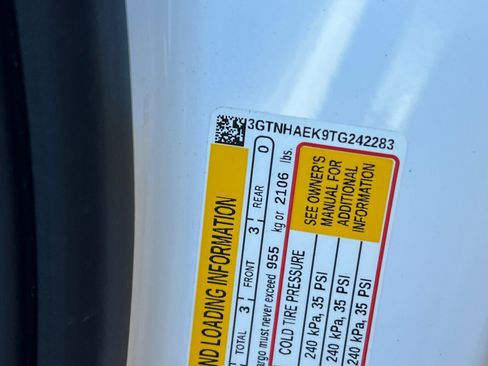 3GTNHAEK9TG242283
ND LOADING INFORMATION
TOTAL 3 FRONT 3 REAR 0
argo must never exceed 955 kg or 2106 lbs.
COLD TIRE PRESSURE
SEE OWNER'S
MANUAL FOR
ADDITIONAL
INFORMATION
240 kPa, 35 PSI
240 kPa, 35 PSI
240 kPa, 35 PSI